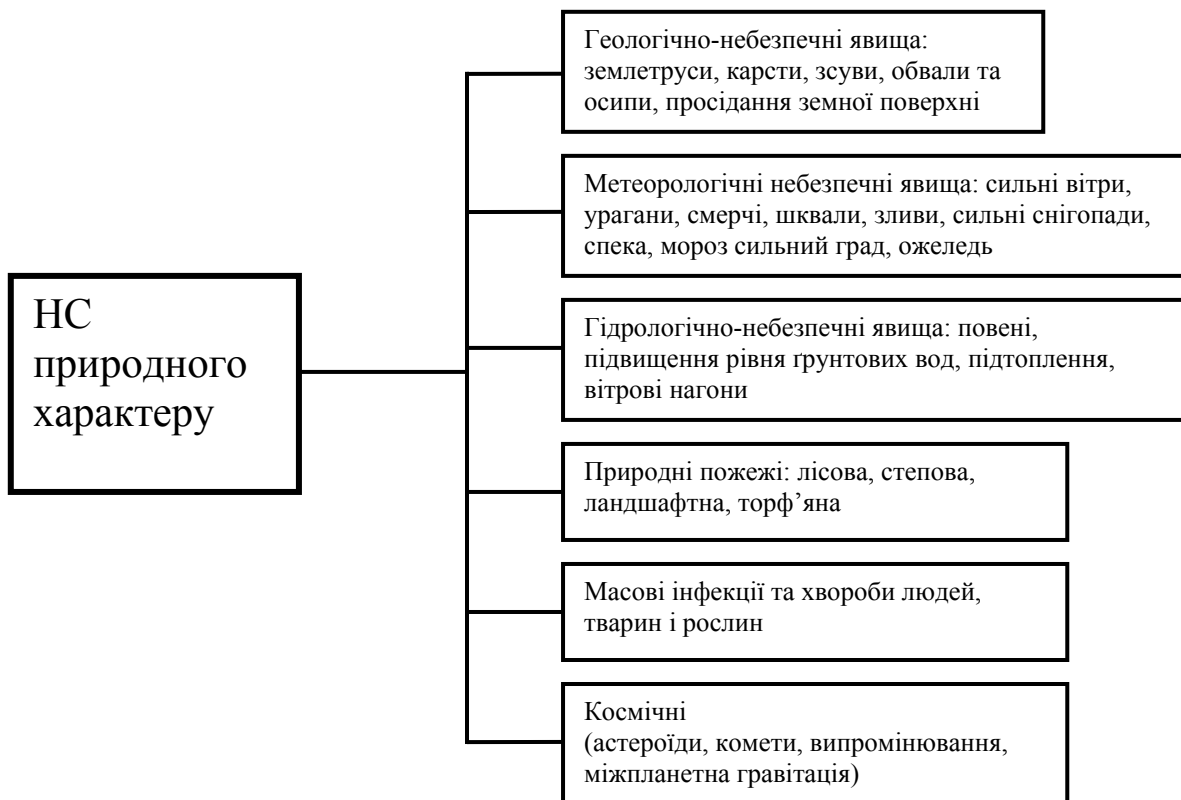 Геологічно-небезпечні явища:
землетруси, карсти, зсуви, обвали та
осипи, просідання земної поверхні
Метеорологічні небезпечні явища: сильні вітри,
урагани, смерчі, шквали, зливи, сильні снігопади,
спека, мороз сильний град, ожеледь
НС
природного
характеру
Гідрологічно-небезпечні явища: повені,
підвищення рівня ґрунтових вод, підтоплення,
вітрові нагони
Природні пожежі: лісова, степова,
ландшафтна, торф’яна
Масові інфекції та хвороби людей,
тварин і рослин
Космічні
(астероїди, комети, випромінювання,
міжпланетна гравітація)